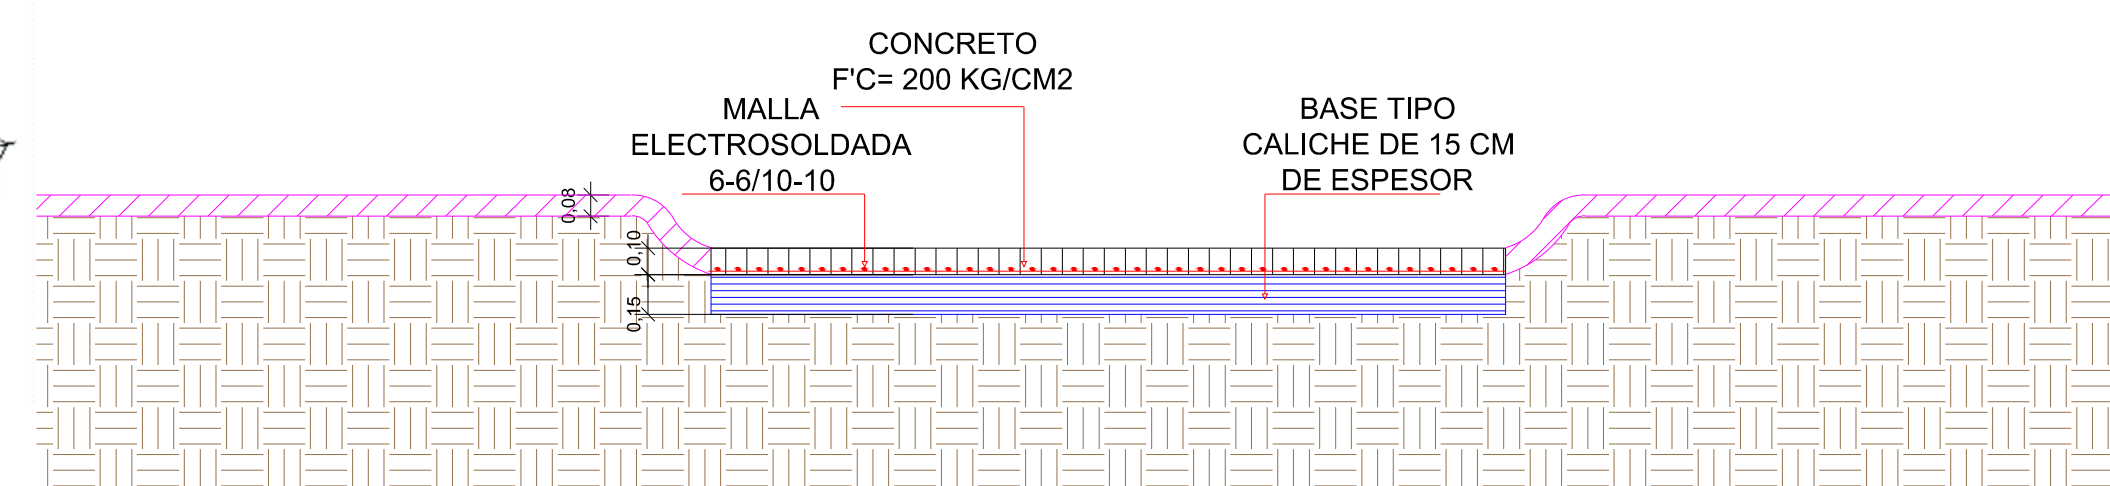 CONCRETO
F'C= 200 KG/CM2
MALLA
ELECTROSOLDADA
6-6/10-10
BASE TIPO
CALICHE DE 15 CM
DE ESPESOR
0,08
0,10
0,15